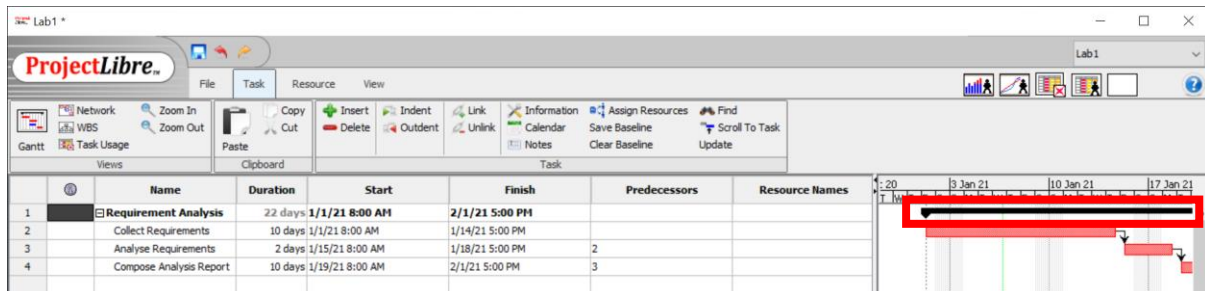 Lab1 *
ProjectLibre™
Lab1
File Task Resource View
Network Zoom In Copy Insert Indent Link Information Assign Resources Find
WBS Zoom Out Cut Delete Outdent Unlink Calendar Save Baseline Scroll To Task
Gantt Task Usage Paste Notes Clear Baseline Update
Views Clipboard Task
Name Duration Start Finish Predecessors Resource Names : 20 3 Jan 21 10 Jan 21 17 Jan 21
T W
1 Requirement Analysis 22 days 1/1/21 8:00 AM 2/1/21 5:00 PM
2 Collect Requirements 10 days 1/1/21 8:00 AM 1/14/21 5:00 PM
3 Analyse Requirements 2 days 1/15/21 8:00 AM 1/18/21 5:00 PM 2
4 Compose Analysis Report 10 days 1/19/21 8:00 AM 2/1/21 5:00 PM 3